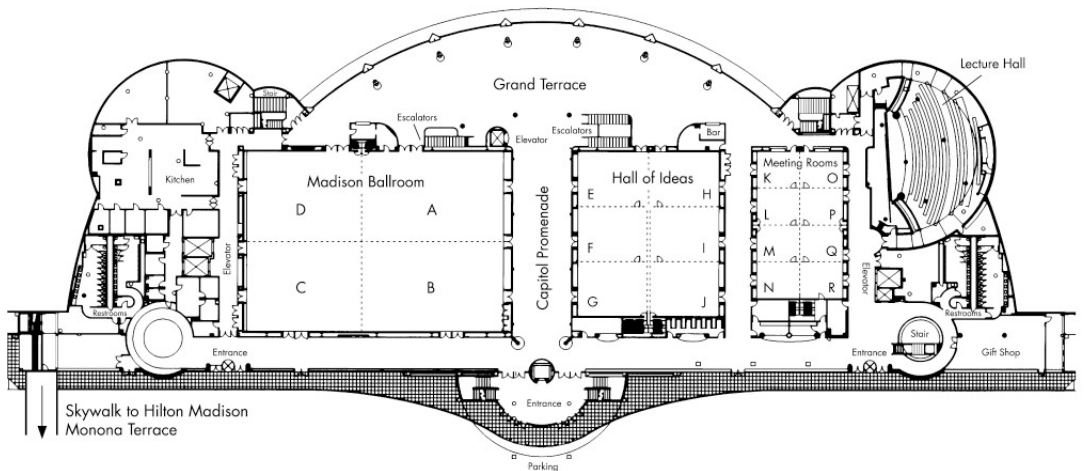 Lecture Hall
Grand Terrace
Stair
Escalators
Elevator
Escalators
Bar
Kitchen
Madison Ballroom
D
A
C
B
Elevator
Capitol Promenade
Hall of Ideas
E
H
F
I
G
J
Meeting Rooms
K
O
L
P
M
Q
N
R
Elevator
Restrooms
Restrooms
Entrance
Entrance
Stair
Gift Shop
Entrance
Skywalk to Hilton Madison
Monona Terrace
Parking